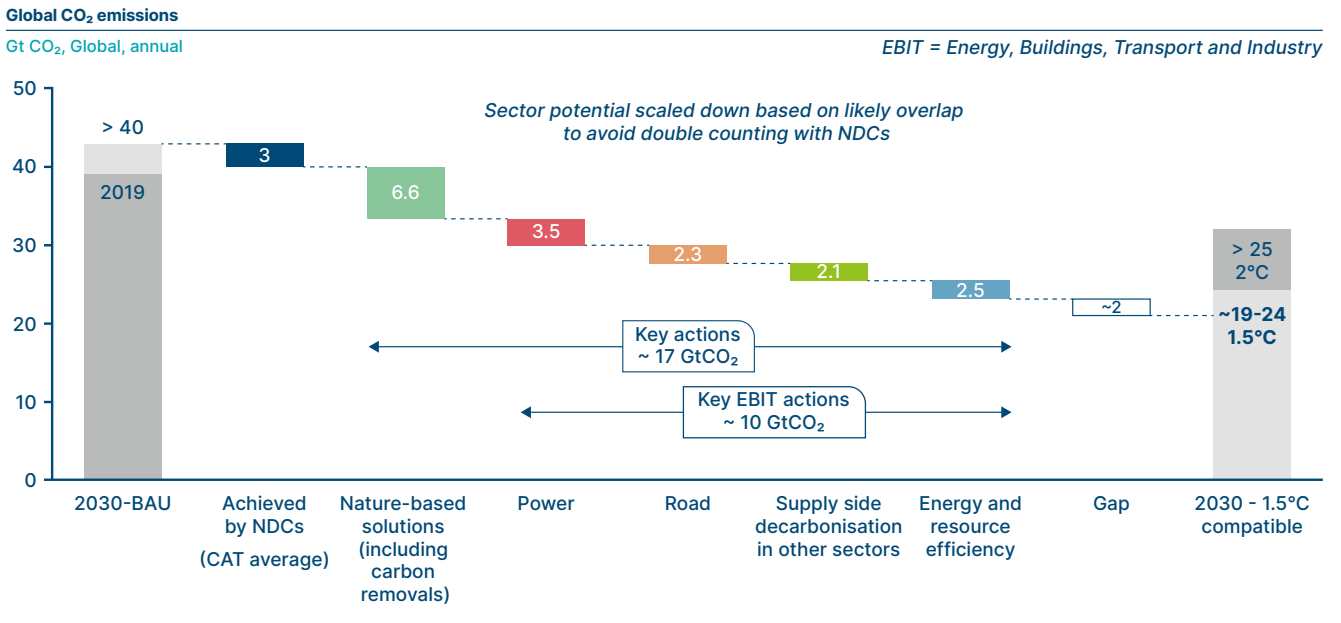 Global CO₂ emissions
Gt CO₂, Global, annual
EBIT = Energy, Buildings, Transport and Industry
Sector potential scaled down based on likely overlap
to avoid double counting with NDCs
50
40
30
20
10
0
> 40
2019
3
6.6
3.5
2.3
2.1
2.5
~2
> 25
2°C
~19-24
1.5°C
Key actions
~ 17 GtCO₂
Key EBIT actions
~ 10 GtCO₂
2030-BAU
Achieved
by NDCs
(CAT average)
Nature-based
solutions
(including
carbon
removals)
Power
Road
Supply side
decarbonisation
in other sectors
Energy and
resource
efficiency
Gap
2030 - 1.5°C
compatible